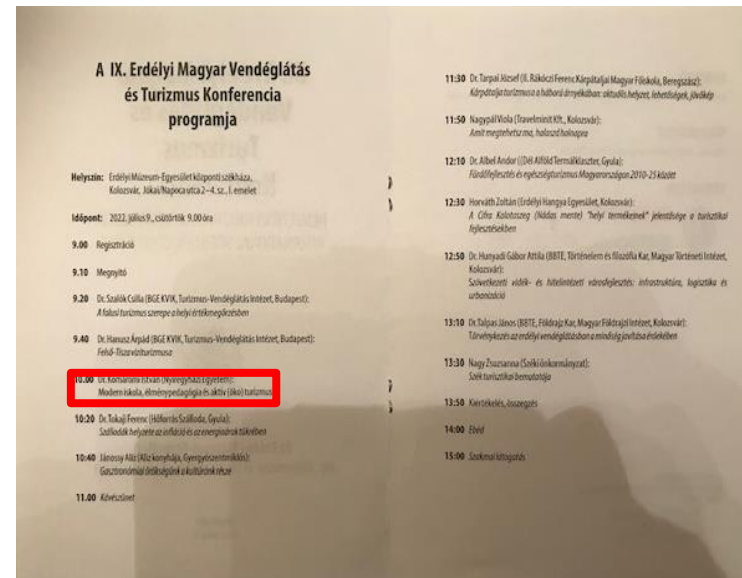 A IX. Erdélyi Magyar Vendéglátás
és Turizmus Konferencia
programja
Helyszín: Erdélyi Múzeum-Egyesület központi székháza,
Kolozsvár, Jókai/Napoca utca 2–4. sz., I. emelet
Időpont: 2022. július 9., csütörtök 9.00 óra
9.00 Regisztráció
9.10 Megnyitó
9.20 Dr. Szalók Csilla (BGE KVIK, Turizmus-Vendéglátás Intézet, Budapest):
A falusi turizmus szerepe a helyi értékmegőrzésben
9.40 Dr. Hanusz Árpád (BGE KVIK, Turizmus-Vendéglátás Intézet, Budapest):
Felső-Tisza vízi turizmusa
10.00 Dr. Komáromi István (Nyíregyházi Egyetem):
Modern iskola, élménypedagógia és aktív (öko) turizmus
10:20 Dr. Tokaji Ferenc (Hőforrás Szálloda, Gyula):
Szállodák helyzete az infláció és az energiaárak tükrében
10:40 Jánossy Aliz (Aliz konyhája, Gyergyószentmiklós):
Gasztronómiai örökségünk a kultúránk része
11.00 Kávészünet
11:30 Dr. Tarpai József (II. Rákóczi Ferenc Kárpátaljai Magyar Főiskola, Beregszász):
Kárpátalja turizmusa a háború árnyékában: aktuális helyzet, lehetőségek, jövőkép
11:50 Nagypál Viola (Travelminit Kft., Kolozsvár):
Amit megtehetsz ma, halaszd holnapra
12:10 Dr. Albel Andor ((Dél Alföld Termálklaszter, Gyula):
Fürdőfejlesztés és egészségturizmus Magyarországon 2010-25 között
12:30 Horváth Zoltán (Erdélyi Hangya Egyesület, Kolozsvár):
A Cifra Kalotaszeg (Nádas mente) "helyi termékeinek" jelentősége a turisztikai
fejlesztésekben
12:50 Dr. Hunyadi Gábor Attila (BBTE, Történelem és filozófia Kar, Magyar Történeti Intézet,
Kolozsvár):
Szövetkezeti vidék- és hitelintézeti városfejlesztés: infrastruktúra, logisztika és
urbanizáció
13:10 Dr. Talpas János (BBTE, Földrajz Kar, Magyar Földrajzi Intézet, Kolozsvár):
Törvénykezés az erdélyi vendéglátásban a minőség javítása érdekében
13:30 Nagy Zsuzsanna (Széki önkormányzat):
Szék turisztikai bemutatója
13:50 Kiértékelés, összegzés
14:00 Ebéd
15:00 Szakmai látogatás